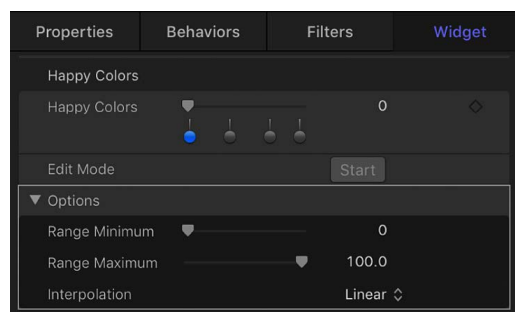 Properties Behaviors Filters Widget
Happy Colors
Happy Colors 0
Edit Mode Start
Options
Range Minimum 0
Range Maximum 100.0
Interpolation Linear